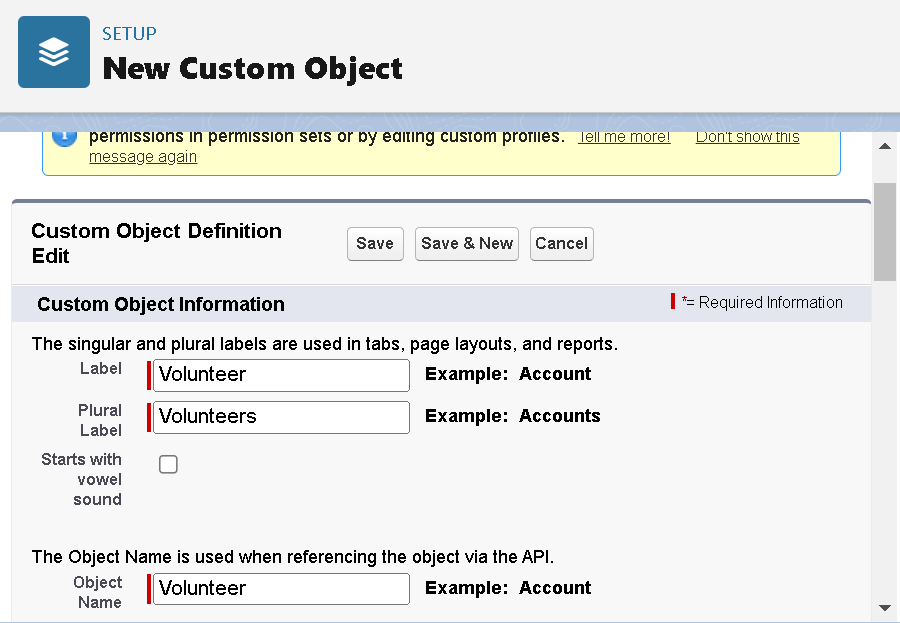 SETUP
New Custom Object
permissions in permission sets or by editing custom profiles. Tell me more! Don't show this
message again
Custom Object Definition
Edit
Save Save & New Cancel
Custom Object Information
*= Required Information
The singular and plural labels are used in tabs, page layouts, and reports.
Label Volunteer Example: Account
Plural
Label Volunteers Example: Accounts
Starts with
vowel
sound
The Object Name is used when referencing the object via the API.
Object
Name Volunteer Example: Account